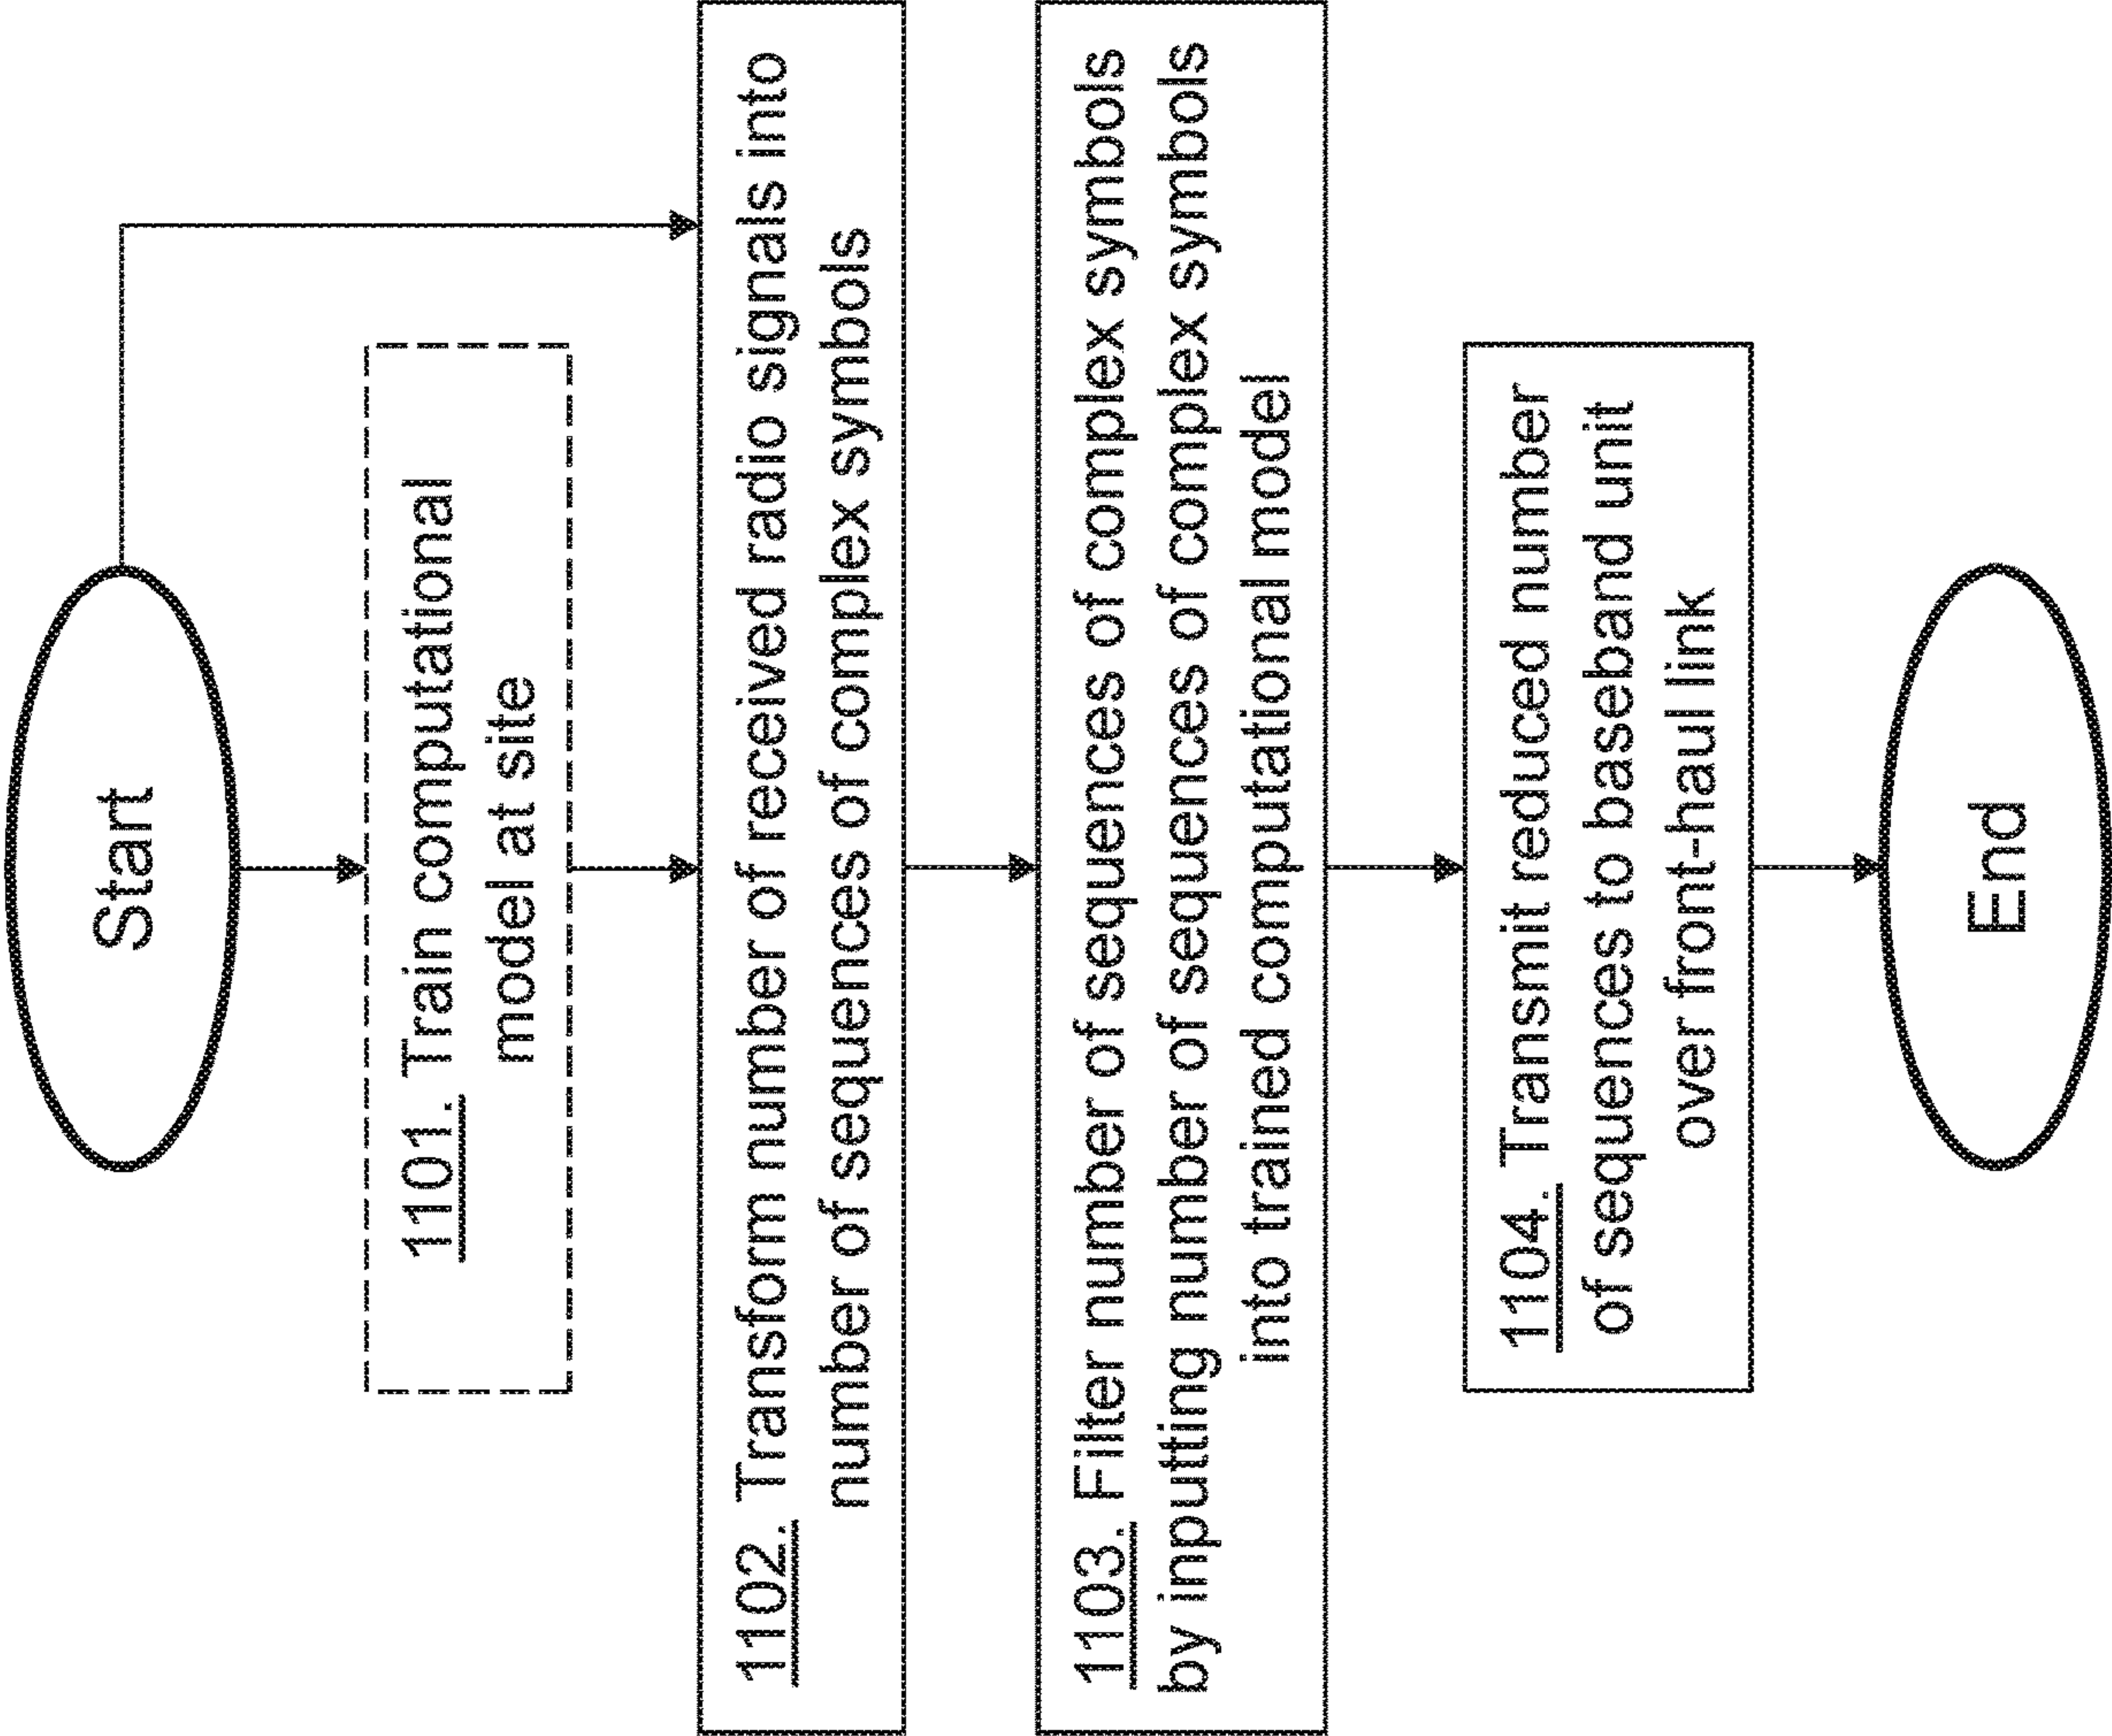 Start
1101. Train computational
model at site
1102. Transform number of received radio signals into
number of sequences of complex symbols
1103. Filter number of sequences of complex symbols
by inputting number of sequences of complex symbols
into trained computational model
1104. Transmit reduced number
of sequences to baseband unit
over front-haul link
End